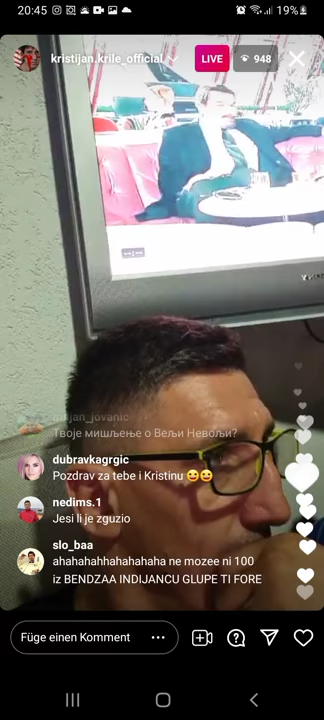 20:45
19%
kristijan.krile_official
LIVE
948
Твоје мишљење о Вељи Невољи?
dubravkagrgic
Pozdrav za tebe i Kristinu 😆😆
nedims.1
Jesi li je zguzio
slo_baa
ahahahahhahahahaha ne mozee ni 100
iz BENDZAA INDIJANCU GLUPE TI FORE
Füge einen Kommentar